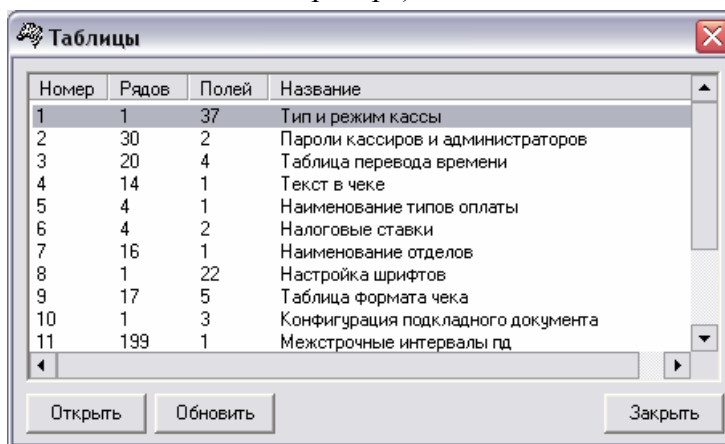 Таблицы
Номер Рядов Полей Название
1 1 37 Тип и режим кассы
2 30 2 Пароли кассиров и администраторов
3 20 4 Таблица перевода времени
4 14 1 Текст в чеке
5 4 1 Наименование типов оплаты
6 4 2 Налоговые ставки
7 16 1 Наименование отделов
8 1 22 Настройка шрифтов
9 17 5 Таблица формата чека
10 1 3 Конфигурация подкладного документа
11 199 1 Межстрочные интервалы пд
Открыть Обновить Закрыть